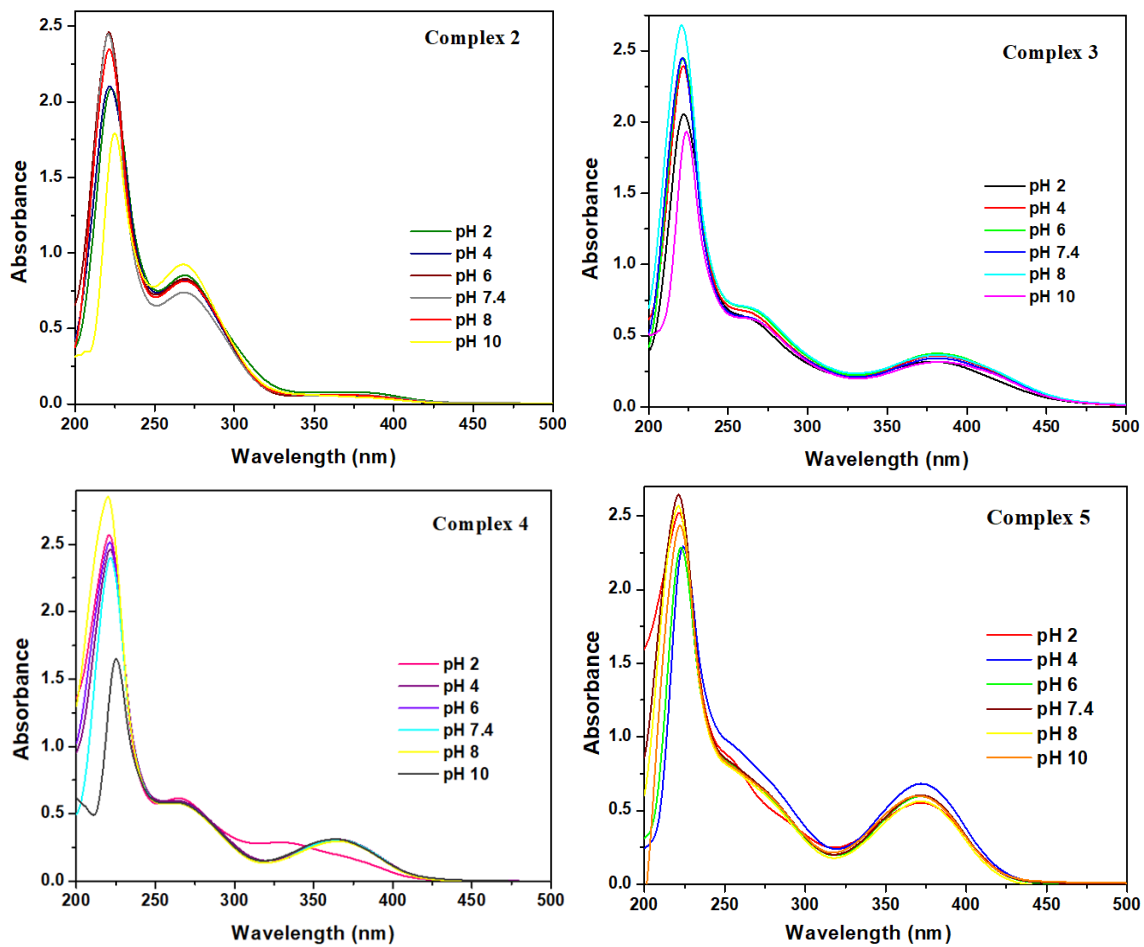 Complex 2
2.5
2.0
1.5
1.0
0.5
0.0
Absorbance
pH 2
pH 4
pH 6
pH 7.4
pH 8
pH 10
200 250 300 350 400 450 500
Wavelength (nm)
Complex 3
2.5
2.0
1.5
1.0
0.5
0.0
Absorbance
pH 2
pH 4
pH 6
pH 7.4
pH 8
pH 10
200 250 300 350 400 450 500
Wavelength (nm)
Complex 4
2.5
2.0
1.5
1.0
0.5
0.0
Absorbance
pH 2
pH 4
pH 6
pH 7.4
pH 8
pH 10
200 250 300 350 400 450 500
Wavelength (nm)
Complex 5
2.5
2.0
1.5
1.0
0.5
0.0
Absorbance
pH 2
pH 4
pH 6
pH 7.4
pH 8
pH 10
200 250 300 350 400 450 500
Wavelength (nm)